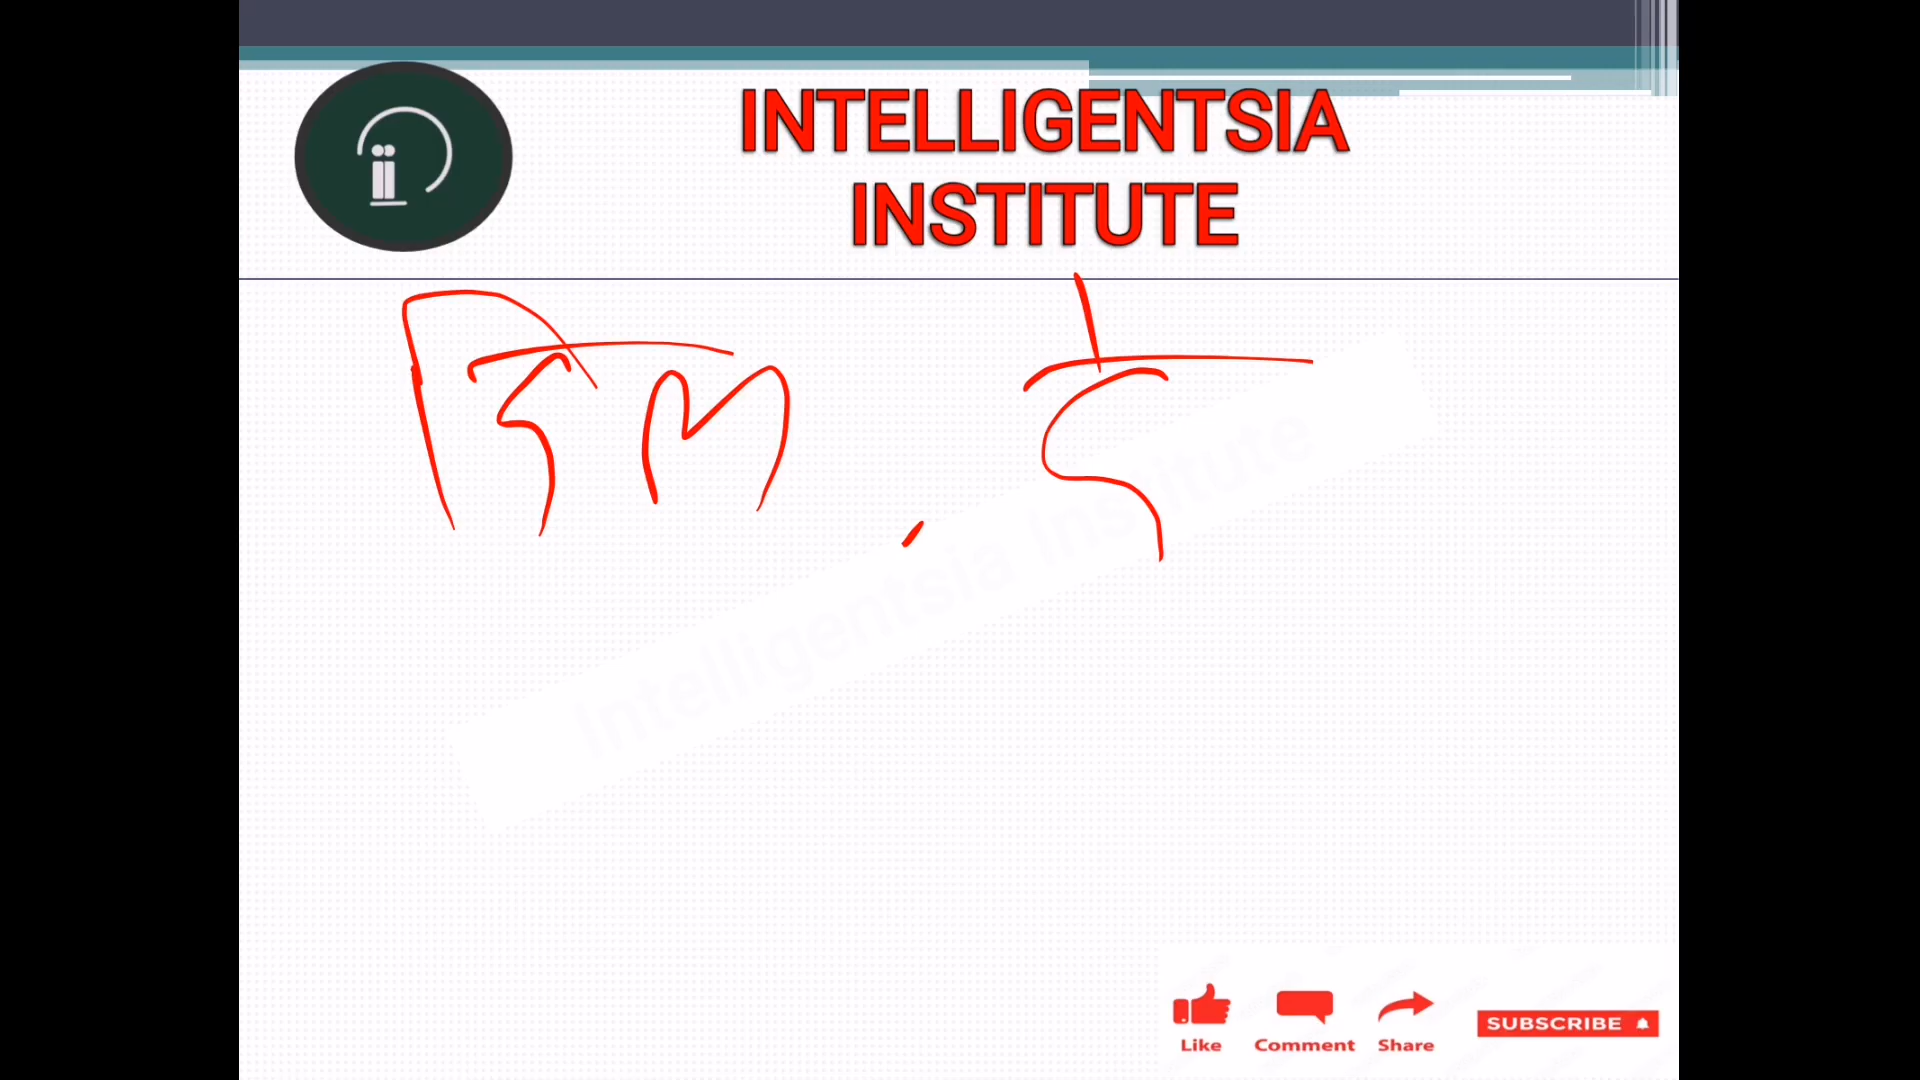 INTELLIGENTSIA
INSTITUTE
Intelligentsia Institute
Like
Comment
Share
SUBSCRIBE